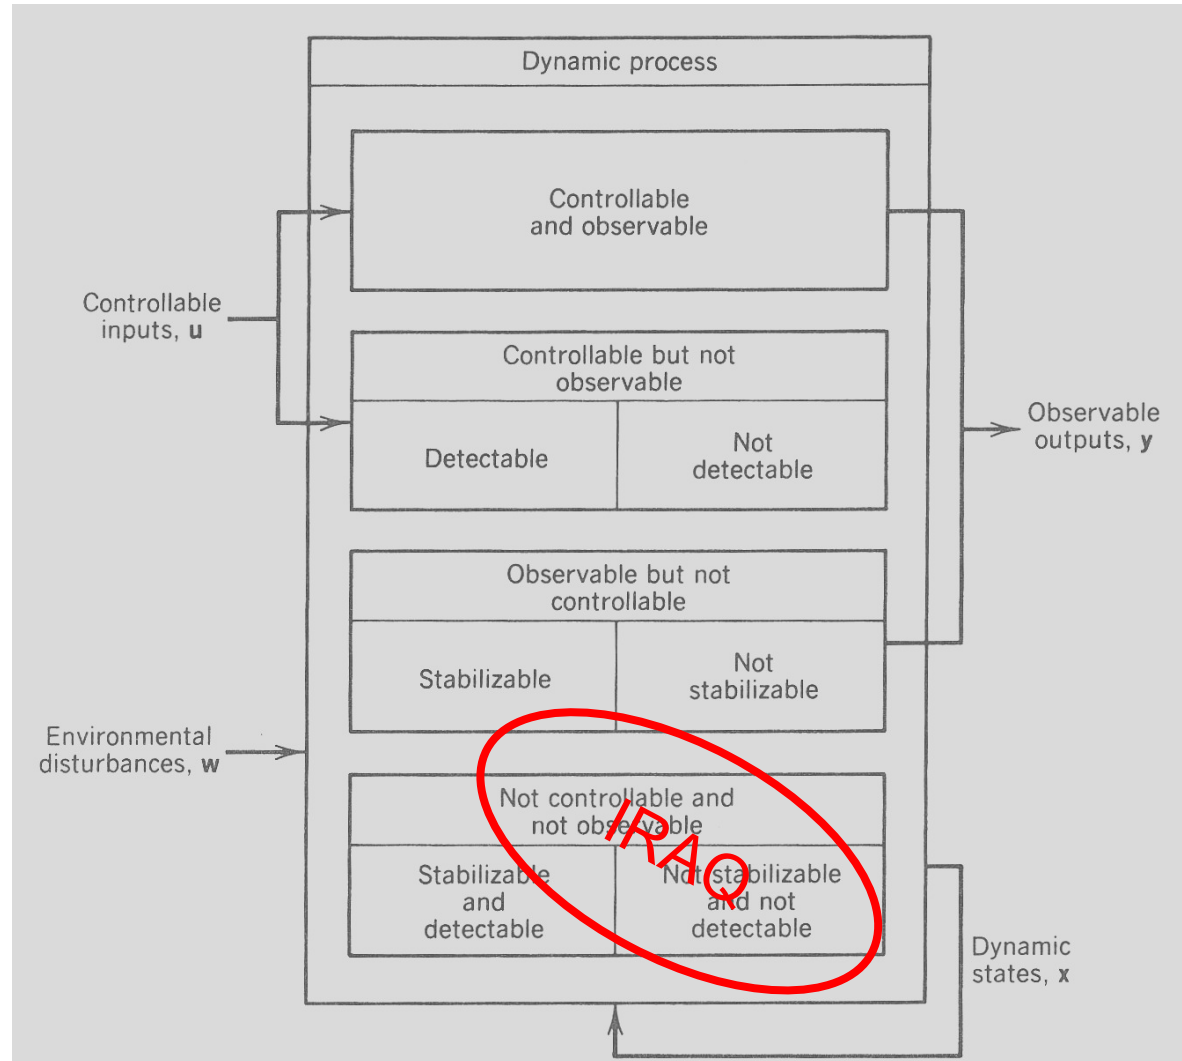 Dynamic process
Controllable
and observable
Controllable
inputs, u
Controllable but not
observable
Detectable
Not
detectable
Observable
outputs, y
Observable but not
controllable
Stabilizable
Not
stabilizable
Environmental
disturbances, w
Not controllable and
not observable
IRAQ
Stabilizable
and
detectable
Not stabilizable
and not
detectable
Dynamic
states, x